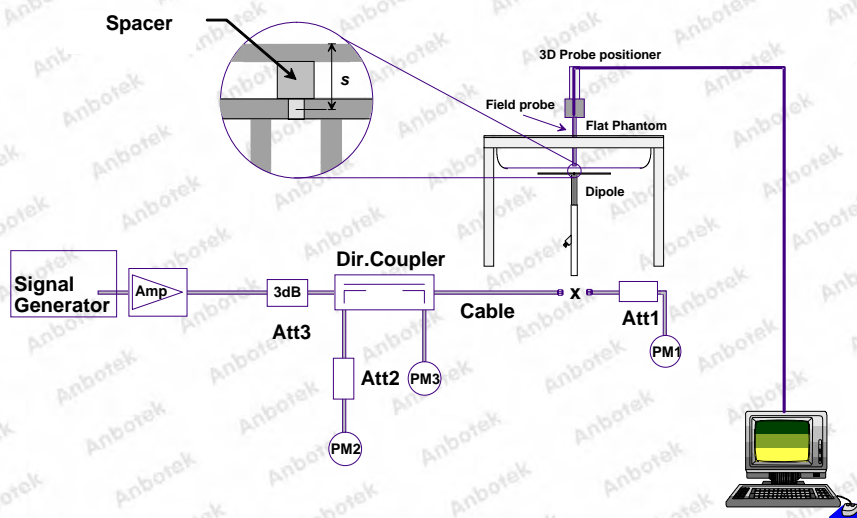 Spacer
s
3D Probe positioner
Field probe
Flat Phantom
Dipole
Dir.Coupler
Signal
Generator
Amp
3dB
Att3
Cable
x
Att1
PM1
Att2
PM3
PM2
Anbotek